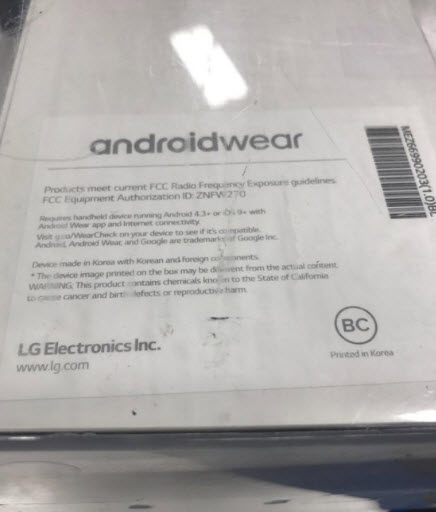 androidwear
Products meet current FCC Radio Frequency Exposure guidelines.
FCC Equipment Authorization ID: ZNFW270
Requires handheld device running Android 4.3+ or iOS 9+ with
Android Wear app and Internet connectivity.
Visit g.co/WearCheck on your device to see if it's compatible.
Android, Android Wear, and Google are trademarks of Google Inc.
Device made in Korea with Korean and foreign components.
* The device image printed on the box may be different from the actual content.
WARNING: This product contains chemicals known to the State of California
to cause cancer and birth defects or reproductive harm.
LG Electronics Inc.
www.lg.com
BC
Printed in Korea